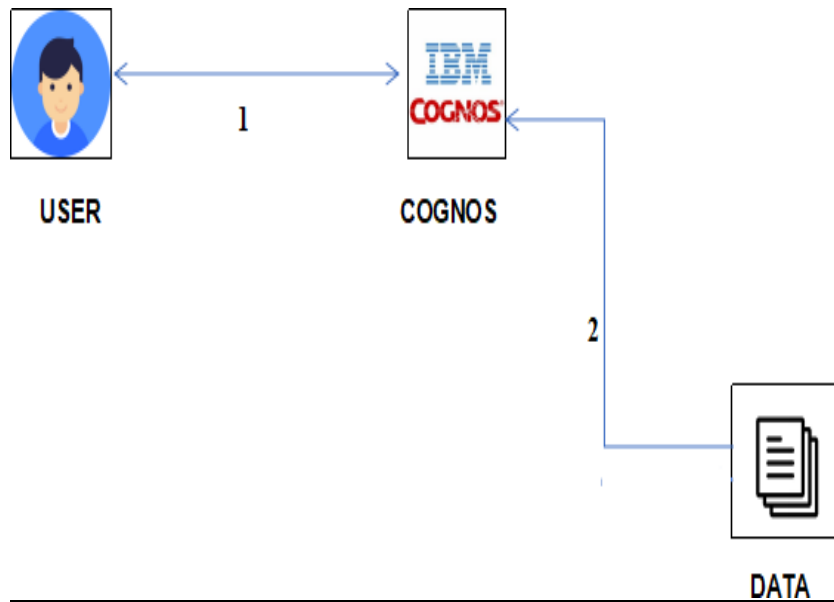 IBM
COGNOS
1
USER
COGNOS
2
DATA